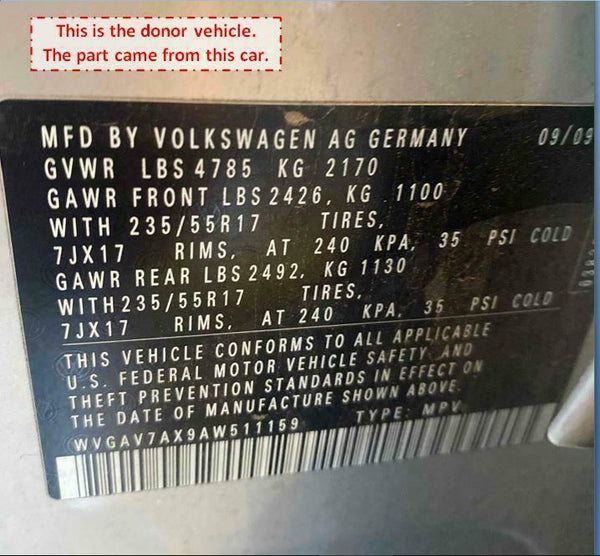 This is the donor vehicle.
The part came from this car.
MFD BY VOLKSWAGEN AG GERMANY 09/09
GVWR LBS 4785 KG 2170
GAWR FRONT LBS 2426, KG 1100
WITH 235/55R17 TIRES,
7JX17 RIMS, AT 240 KPA, 35 PSI COLD
GAWR REAR LBS 2492, KG 1130
WITH 235/55R17 TIRES,
7JX17 RIMS, AT 240 KPA, 35 PSI COLD
THIS VEHICLE CONFORMS TO ALL APPLICABLE
U.S. FEDERAL MOTOR VEHICLE SAFETY AND
THEFT PREVENTION STANDARDS IN EFFECT ON
THE DATE OF MANUFACTURE SHOWN ABOVE.
WVGAV7AX9AW511159 TYPE: MPV